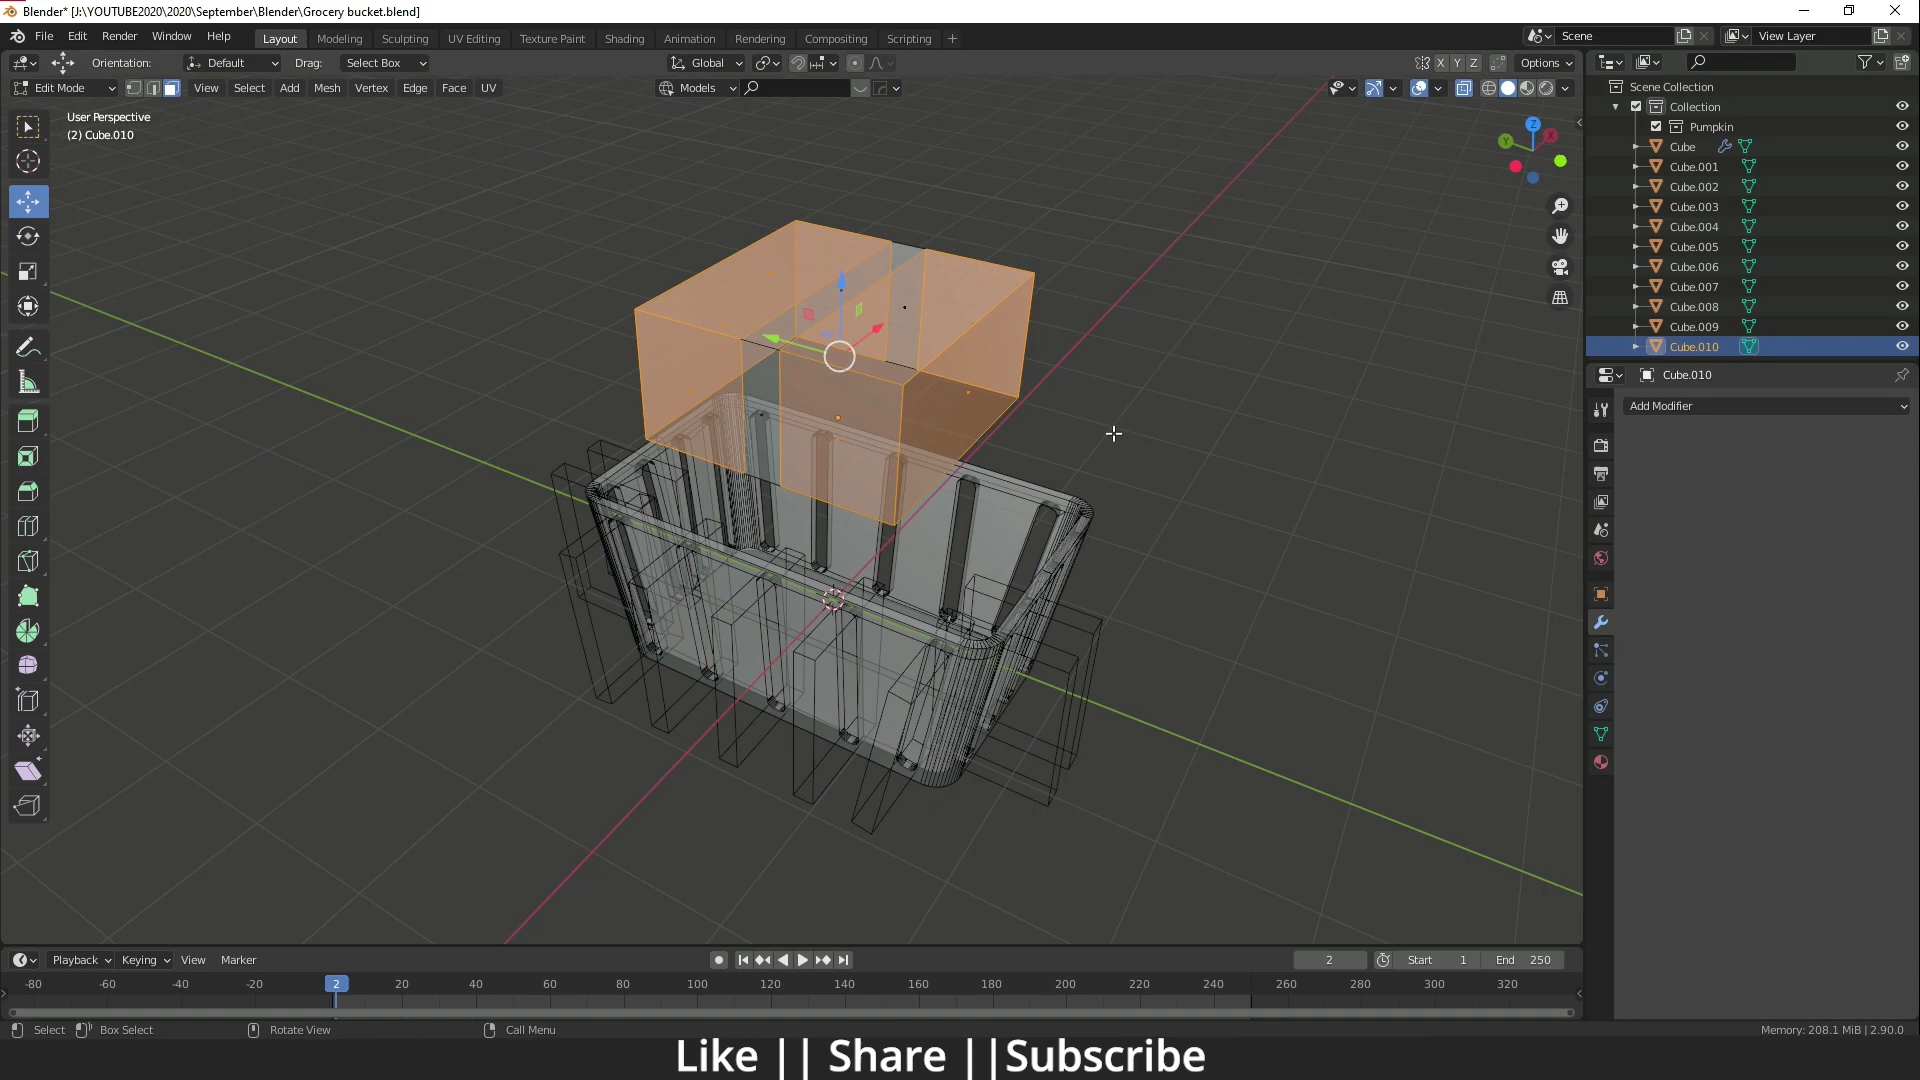 Blender* [J:\YOUTUBE2020\2020\September\Blender\Grocery bucket.blend]
File Edit Render Window Help Layout Modeling Sculpting UV Editing Texture Paint Shading Animation Rendering Compositing Scripting + Scene View Layer
Orientation: Default Drag: Select Box Global X Y Z Options
Edit Mode View Select Add Mesh Vertex Edge Face UV Models
User Perspective
(2) Cube.010
Z
X
Y
Scene Collection
Collection
Pumpkin
Cube
Cube.001
Cube.002
Cube.003
Cube.004
Cube.005
Cube.006
Cube.007
Cube.008
Cube.009
Cube.010
Cube.010
Add Modifier
Playback Keying View Marker 2 Start 1 End 250
-80 -60 -40 -20 2 20 40 60 80 100 120 140 160 180 200 220 240 260 280 300 320
Select Box Select Rotate View Call Menu Memory: 208.1 MiB | 2.90.0
Like || Share ||Subscribe